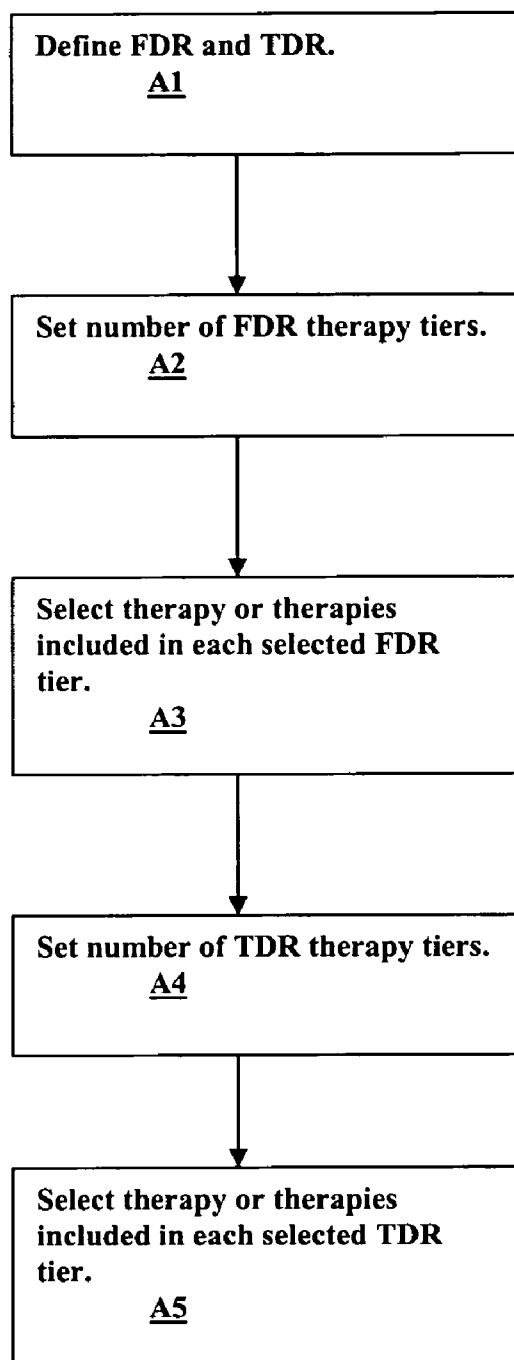 Define FDR and TDR.
A1
Set number of FDR therapy tiers.
A2
Select therapy or therapies
included in each selected FDR
tier.
A3
Set number of TDR therapy tiers.
A4
Select therapy or therapies
included in each selected TDR
tier.
A5